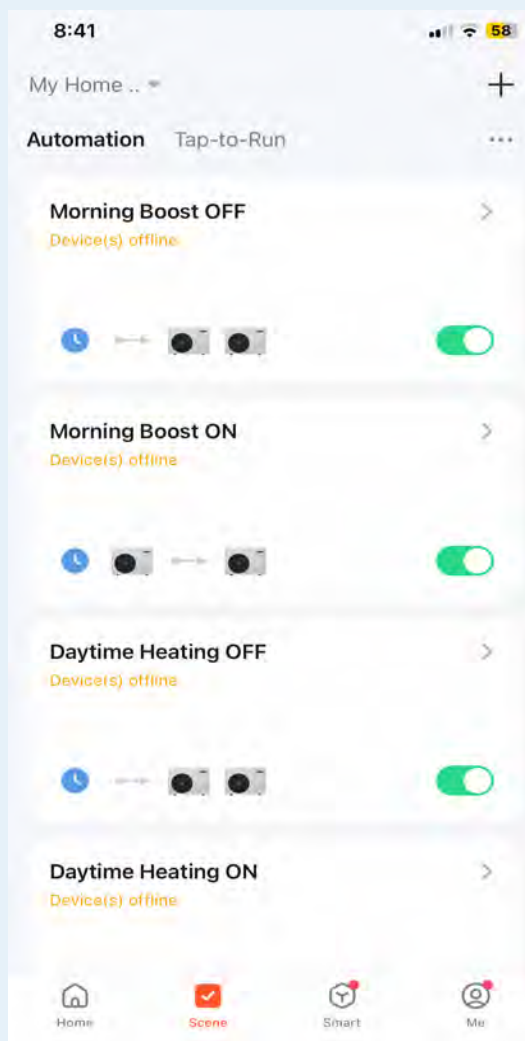 8:41
58
My Home ..
Automation Tap-to-Run
Morning Boost OFF
Device(s) offline
Morning Boost ON
Device(s) offline
Daytime Heating OFF
Device(s) offline
Daytime Heating ON
Device(s) offline
Home Scene Smart Me